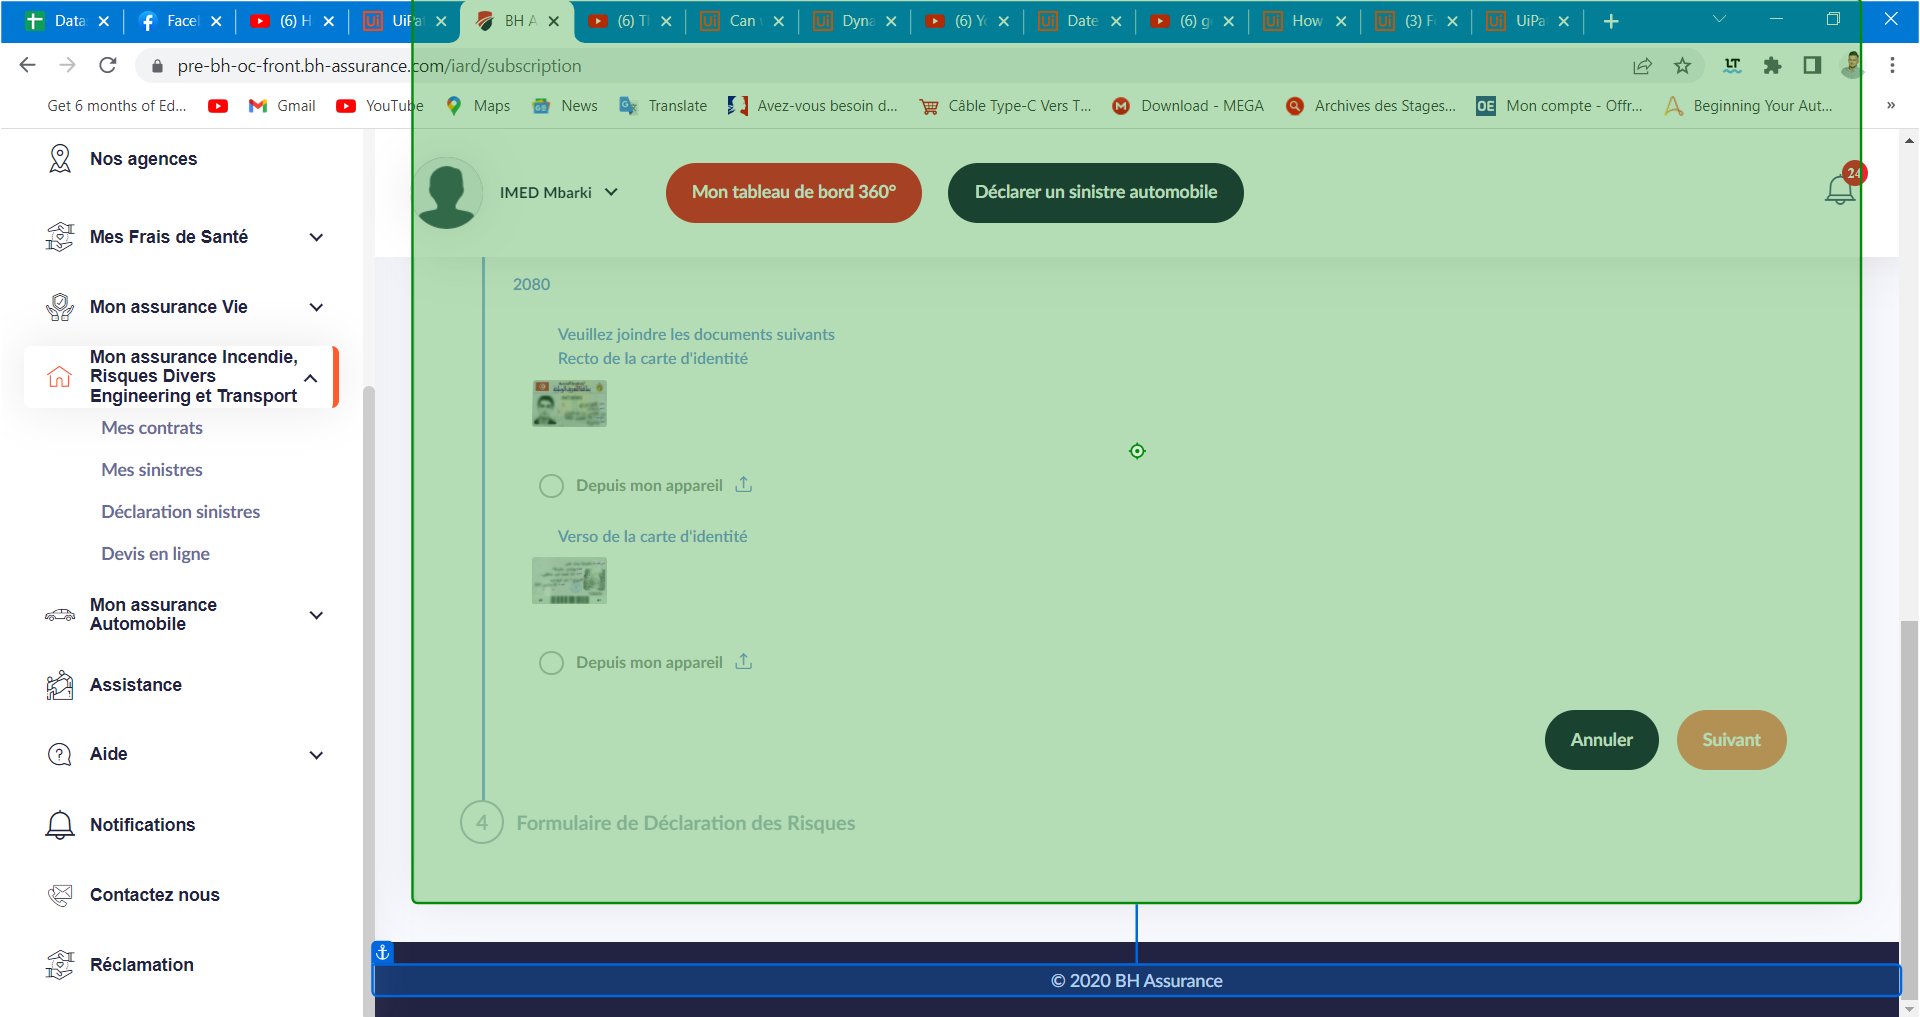 Data
Face
(6) H
UiPa
BH A
(6) T
Can
Dyna
(6) Yo
Date
(6) g
How
(3) F
UiPa
pre-bh-oc-front.bh-assurance.com/iard/subscription
Get 6 months of Ed...
Gmail
YouTube
Maps
News
Translate
Avez-vous besoin d...
Câble Type-C Vers T...
Download - MEGA
Archives des Stages...
OE Mon compte - Offr...
Beginning Your Aut...
»
Nos agences
Mes Frais de Santé
Mon assurance Vie
Mon assurance Incendie,
Risques Divers
Engineering et Transport
Mes contrats
Mes sinistres
Déclaration sinistres
Devis en ligne
Mon assurance
Automobile
Assistance
Aide
Notifications
Contactez nous
Réclamation
IMED Mbarki
Mon tableau de bord 360°
Déclarer un sinistre automobile
24
2080
Veuillez joindre les documents suivants
Recto de la carte d'identité
Depuis mon appareil
Verso de la carte d'identité
Depuis mon appareil
Annuler
Suivant
4 Formulaire de Déclaration des Risques
© 2020 BH Assurance